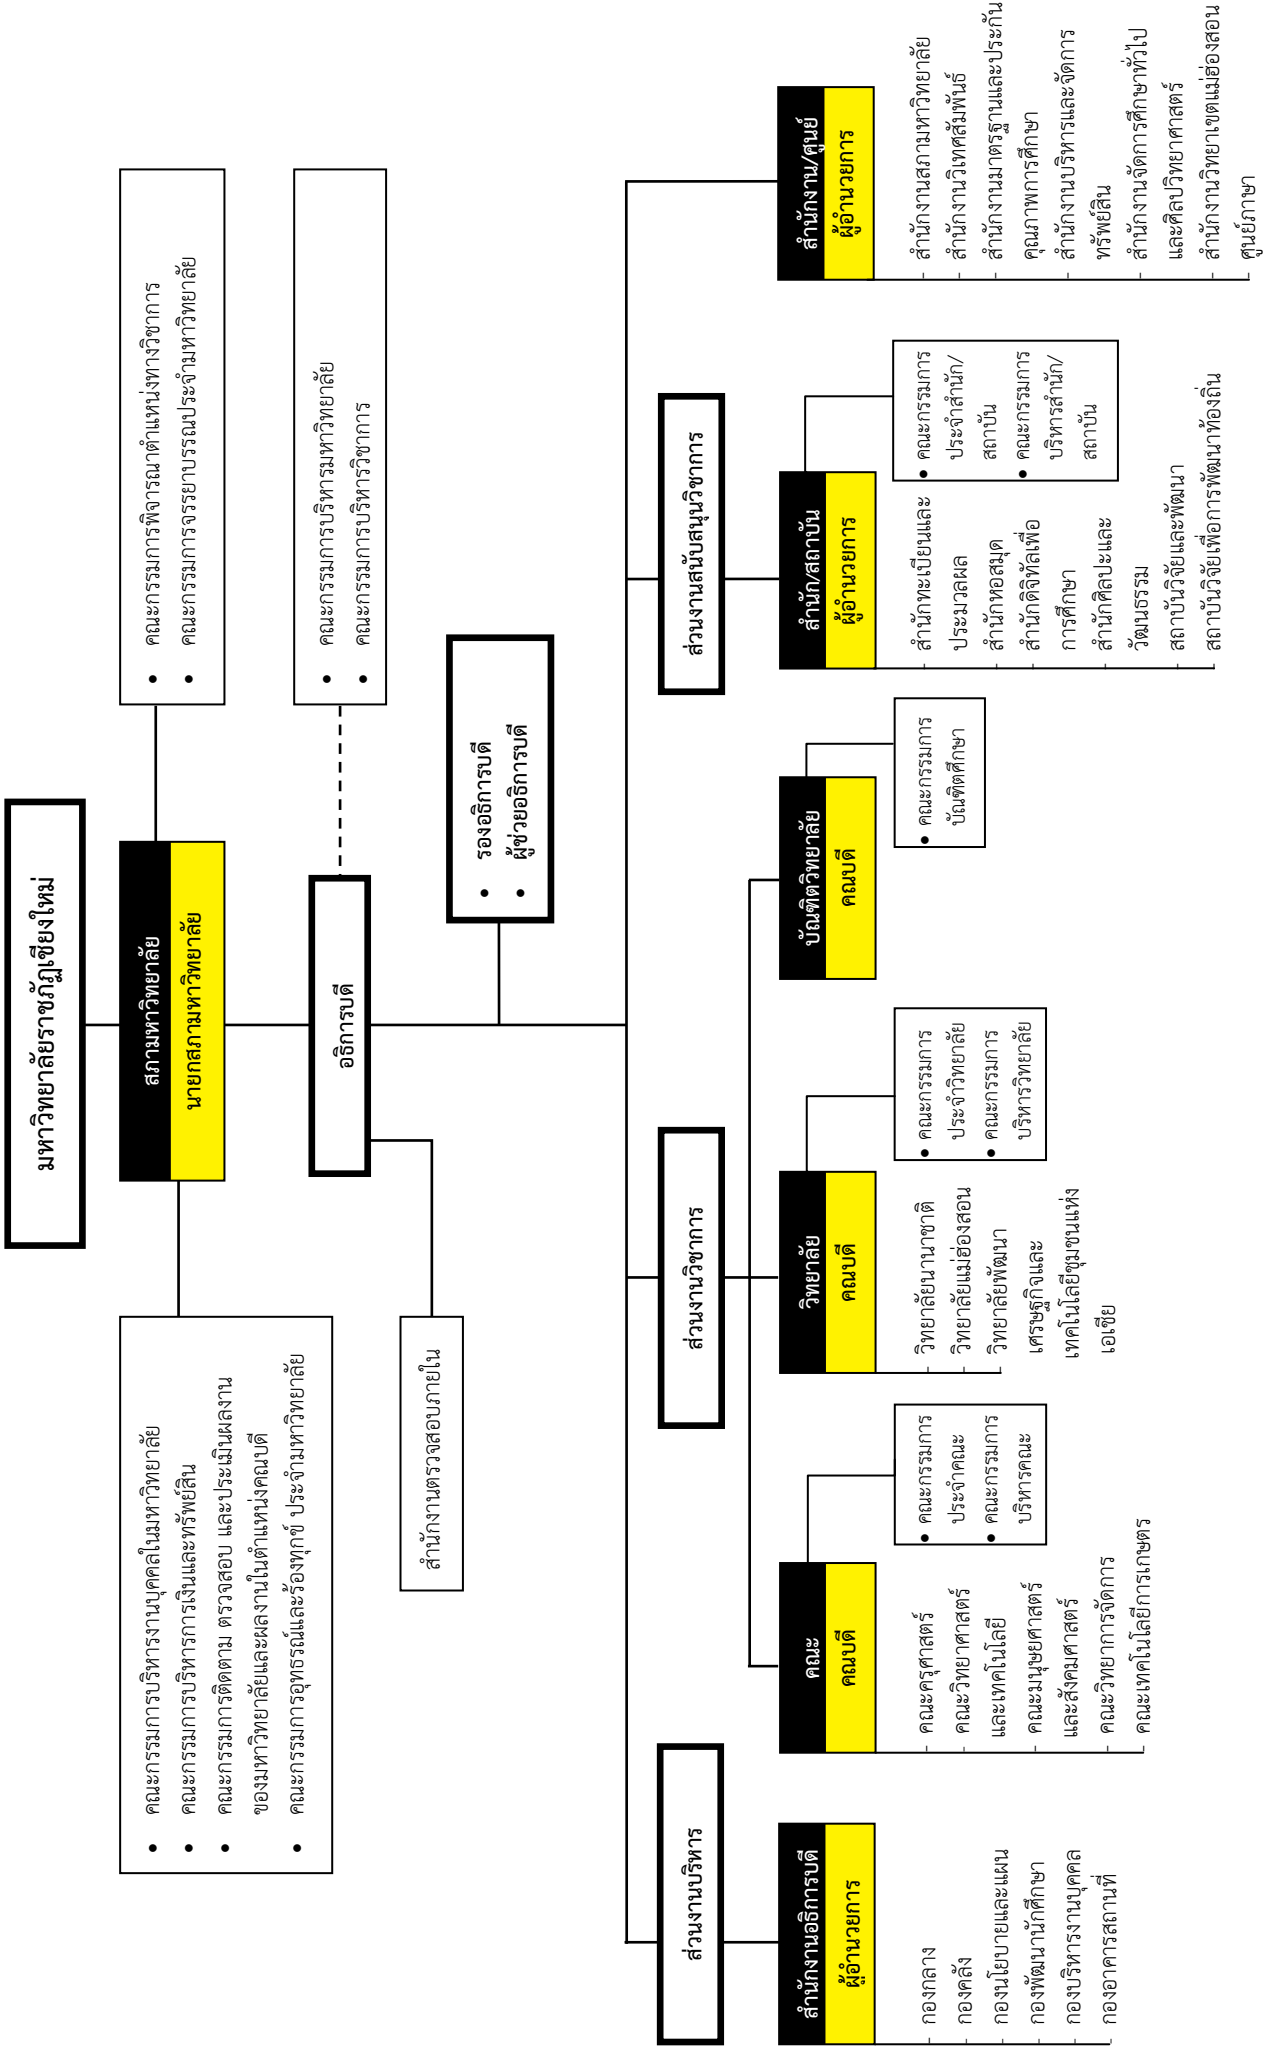 มหาวิทยาลัยราชภัฏเชียงใหม่
สภามหาวิทยาลัย
นายกสภามหาวิทยาลัย
• คณะกรรมการบริหารงานบุคคลในมหาวิทยาลัย
• คณะกรรมการบริหารการเงินและทรัพย์สิน
• คณะกรรมการติดตาม ตรวจสอบ และประเมินผลงาน
ของมหาวิทยาลัยและผลงานในตำแหน่งคณบดี
• คณะกรรมการอุทธรณ์และร้องทุกข์ ประจำมหาวิทยาลัย
• คณะกรรมการพิจารณาตำแหน่งทางวิชาการ
• คณะกรรมการจรรยาบรรณประจำมหาวิทยาลัย
อธิการบดี
• คณะกรรมการบริหารมหาวิทยาลัย
• คณะกรรมการบริหารวิชาการ
สำนักงานตรวจสอบภายใน
• รองอธิการบดี
• ผู้ช่วยอธิการบดี
ส่วนงานบริหาร
สำนักงานอธิการบดี
ผู้อำนวยการ
กองกลาง
กองคลัง
กองนโยบายและแผน
กองพัฒนานักศึกษา
กองบริหารงานบุคคล
กองอาคารสถานที่
ส่วนงานวิชาการ
คณะ
คณบดี
• คณะกรรมการ
ประจำคณะ
• คณะกรรมการ
บริหารคณะ
คณะครุศาสตร์
คณะวิทยาศาสตร์
และเทคโนโลยี
คณะมนุษยศาสตร์
และสังคมศาสตร์
คณะวิทยาการจัดการ
คณะเทคโนโลยีการเกษตร
วิทยาลัย
คณบดี
• คณะกรรมการ
ประจำวิทยาลัย
• คณะกรรมการ
บริหารวิทยาลัย
วิทยาลัยนานาชาติ
วิทยาลัยแม่ฮ่องสอน
วิทยาลัยพัฒนา
เศรษฐกิจและ
เทคโนโลยีชุมชนแห่ง
เอเชีย
บัณฑิตวิทยาลัย
คณบดี
• คณะกรรมการ
บัณฑิตศึกษา
ส่วนงานสนับสนุนวิชาการ
สำนัก/สถาบัน
ผู้อำนวยการ
• คณะกรรมการ
ประจำสำนัก/
สถาบัน
• คณะกรรมการ
บริหารสำนัก/
สถาบัน
สำนักทะเบียนและ
ประมวลผล
สำนักหอสมุด
สำนักดิจิทัลเพื่อ
การศึกษา
สำนักศิลปะและ
วัฒนธรรม
สถาบันวิจัยและพัฒนา
สถาบันวิจัยเพื่อการพัฒนาท้องถิ่น
สำนักงาน/ศูนย์
ผู้อำนวยการ
สำนักงานสภามหาวิทยาลัย
สำนักงานวิเทศสัมพันธ์
สำนักงานมาตรฐานและประกัน
คุณภาพการศึกษา
สำนักงานบริหารและจัดการ
ทรัพย์สิน
สำนักงานจัดการศึกษาทั่วไป
และศิลปวิทยาศาสตร์
สำนักงานวิทยาเขตแม่ฮ่องสอน
ศูนย์ภาษา